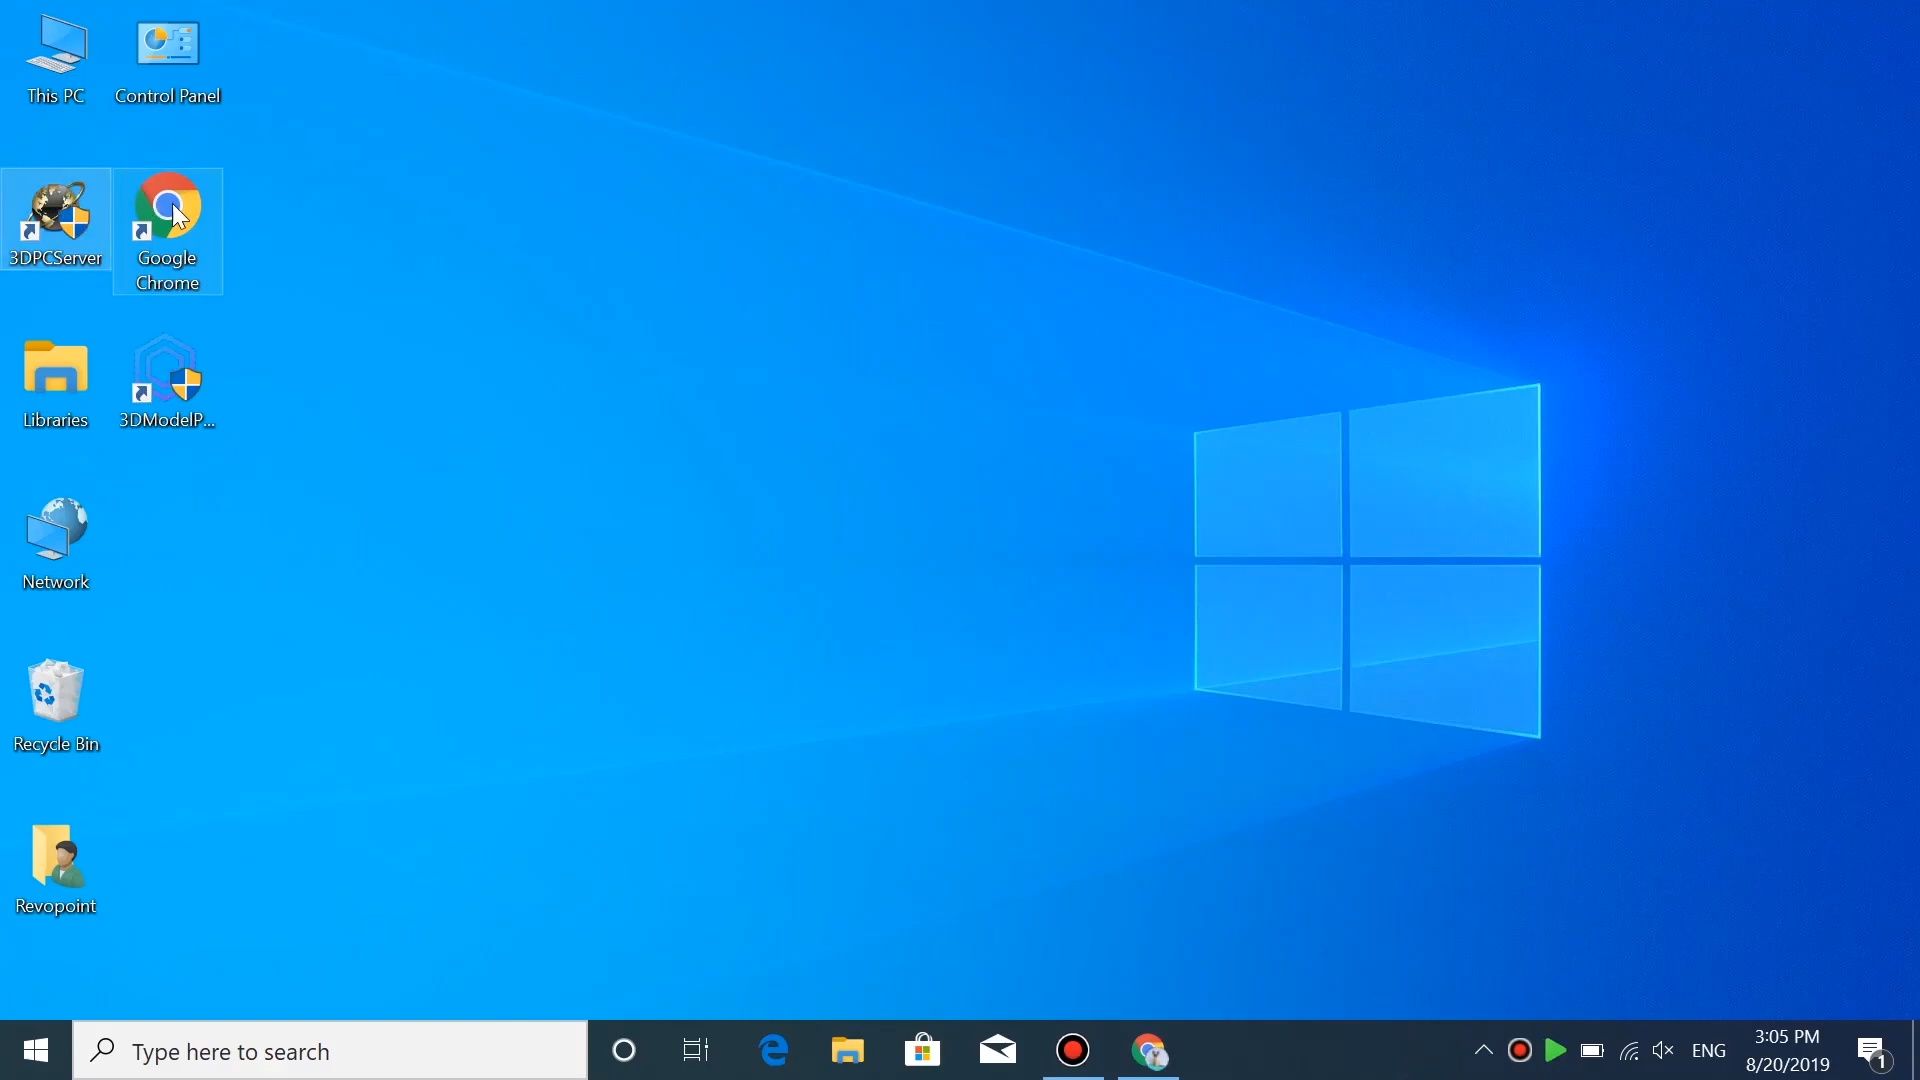 This PC
Control Panel
3DPCServer
Google
Chrome
Libraries
3DModelP...
Network
Recycle Bin
Revopoint
Type here to search
ENG
3:05 PM
8/20/2019
1